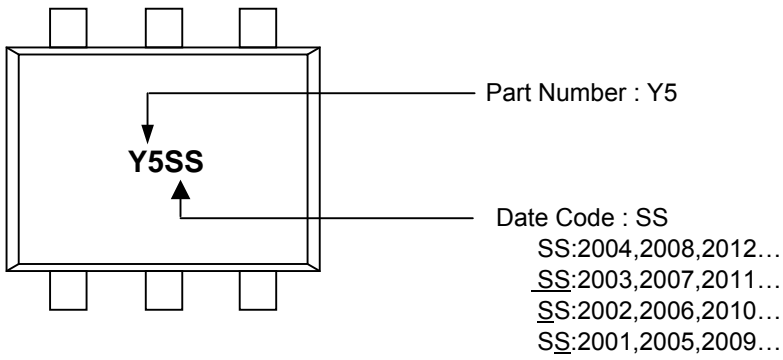 Part Number : Y5
Y5SS
Date Code : SS
SS:2004,2008,2012…
SS:2003,2007,2011…
SS:2002,2006,2010…
SS:2001,2005,2009…